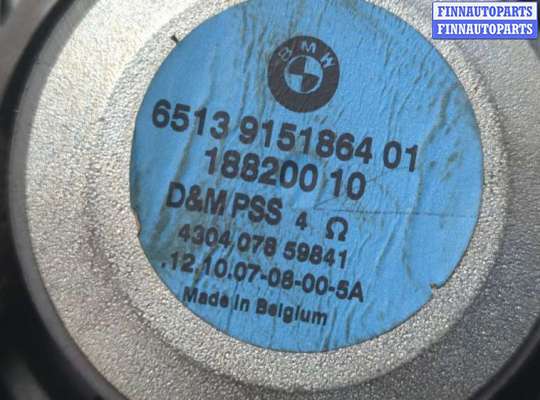 FINNAUTOPARTS
FINNAUTOPARTS
BMW
6513 9151864 01
188200 10
D&M PSS 4 Ω
4304 078 59841
.12.10.07-08-00-5A
Made in Belgium